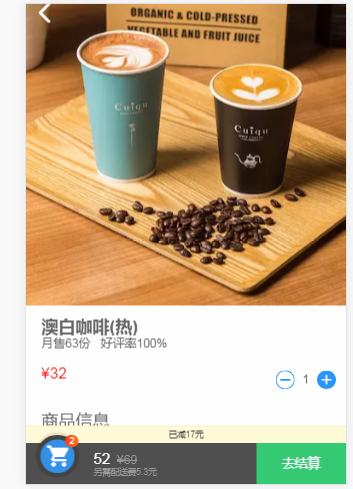 ORGANIC & COLD-PRESSED
VEGETABLE AND FRUIT JUICE
Cuiqu
Cuiqu
澳白咖啡(热)
月售63份 好评率100%
¥32
1
商品信息
已减17元
2
52 ¥69
另需配送费5.3元
去结算